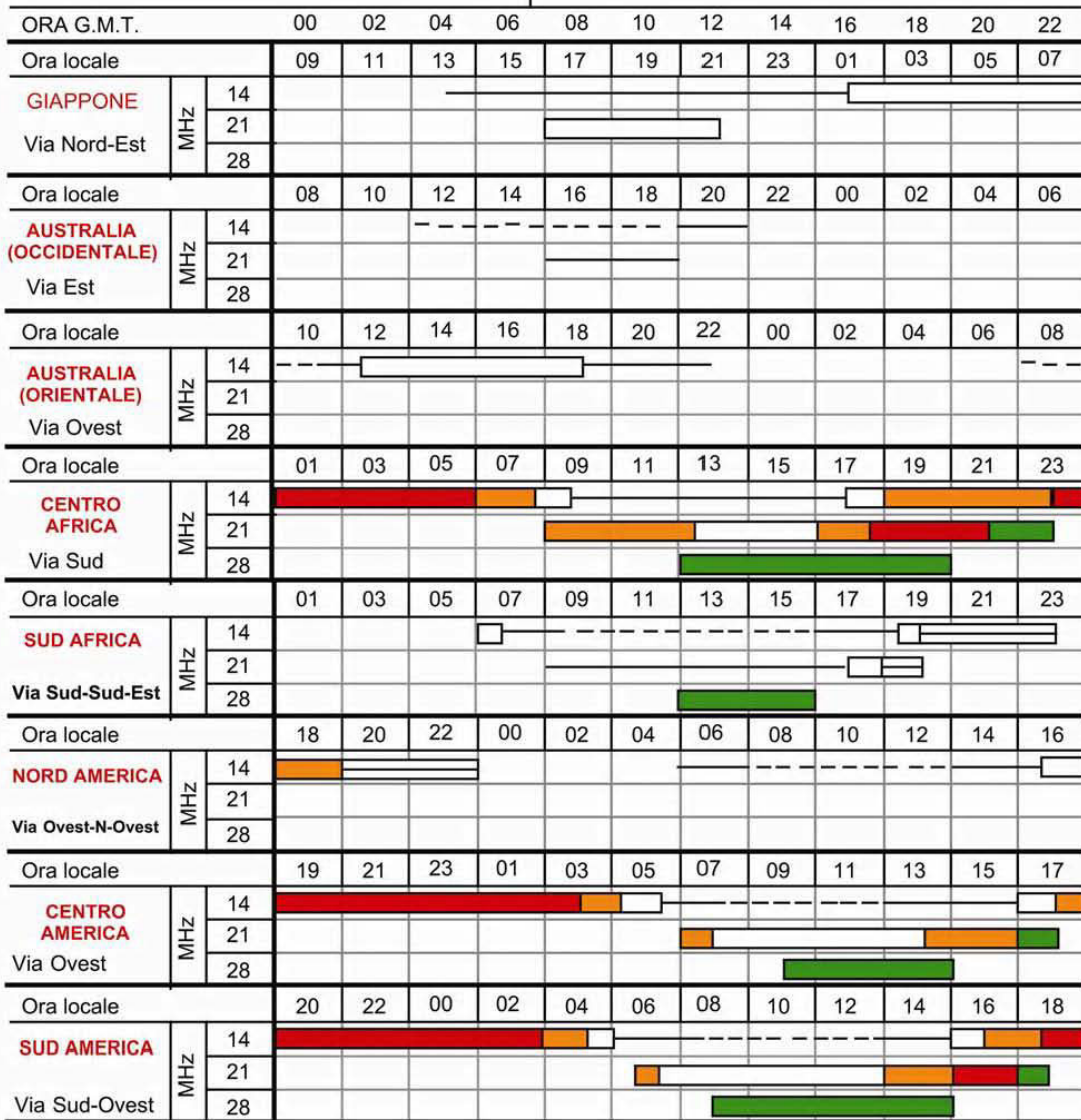 ORA G.M.T. 00 02 04 06 08 10 12 14 16 18 20 22
Ora locale 09 11 13 15 17 19 21 23 01 03 05 07
GIAPPONE
Via Nord-Est
MHz
14
21
28
Ora locale 08 10 12 14 16 18 20 22 00 02 04 06
AUSTRALIA
(OCCIDENTALE)
Via Est
MHz
14
21
28
Ora locale 10 12 14 16 18 20 22 00 02 04 06 08
AUSTRALIA
(ORIENTALE)
Via Ovest
MHz
14
21
28
Ora locale 01 03 05 07 09 11 13 15 17 19 21 23
CENTRO
AFRICA
Via Sud
MHz
14
21
28
Ora locale 01 03 05 07 09 11 13 15 17 19 21 23
SUD AFRICA
Via Sud-Sud-Est
MHz
14
21
28
Ora locale 18 20 22 00 02 04 06 08 10 12 14 16
NORD AMERICA
Via Ovest-N-Ovest
MHz
14
21
28
Ora locale 19 21 23 01 03 05 07 09 11 13 15 17
CENTRO
AMERICA
Via Ovest
MHz
14
21
28
Ora locale 20 22 00 02 04 06 08 10 12 14 16 18
SUD AMERICA
Via Sud-Ovest
MHz
14
21
28